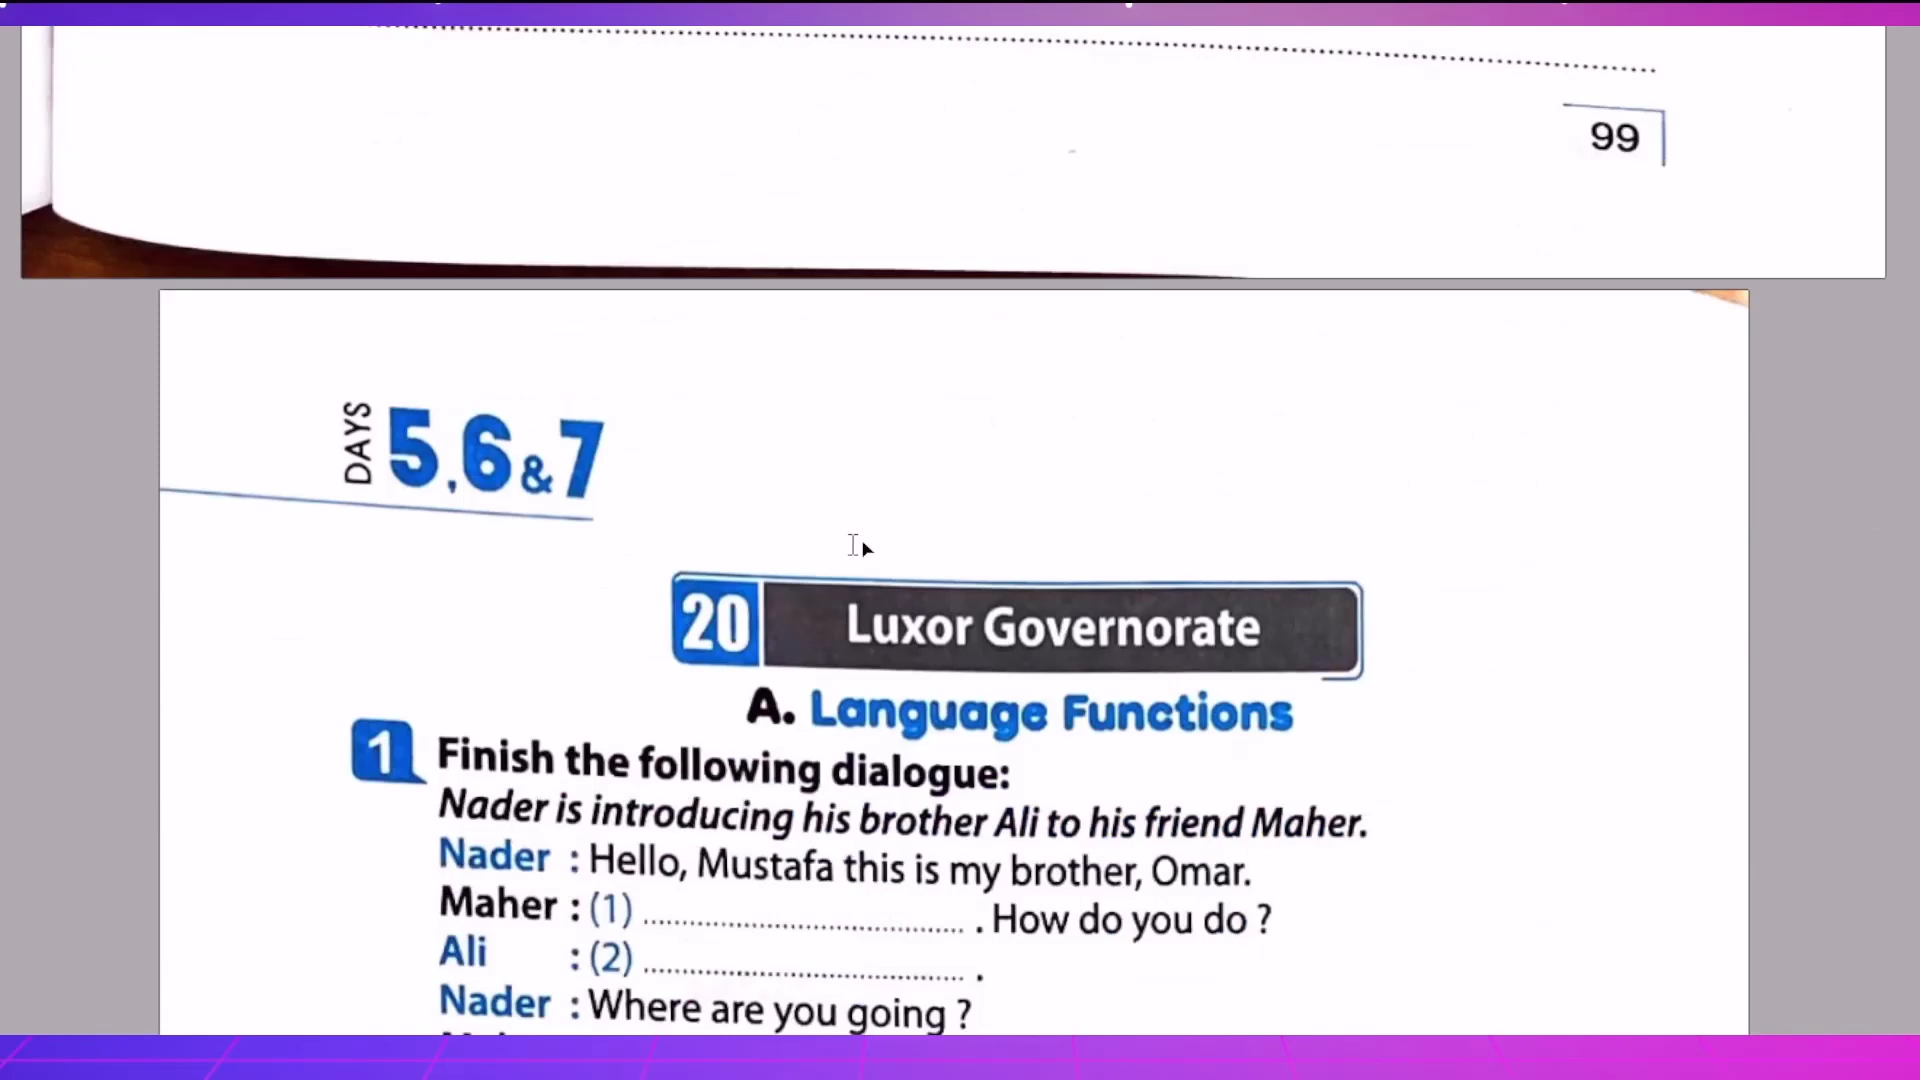 99
DAYS 5,6&7
20 Luxor Governorate
A. Language Functions
1 Finish the following dialogue:
Nader is introducing his brother Ali to his friend Maher.
Nader : Hello, Mustafa this is my brother, Omar.
Maher : (1) ........................................ . How do you do ?
Ali : (2) ........................................ .
Nader : Where are you going ?